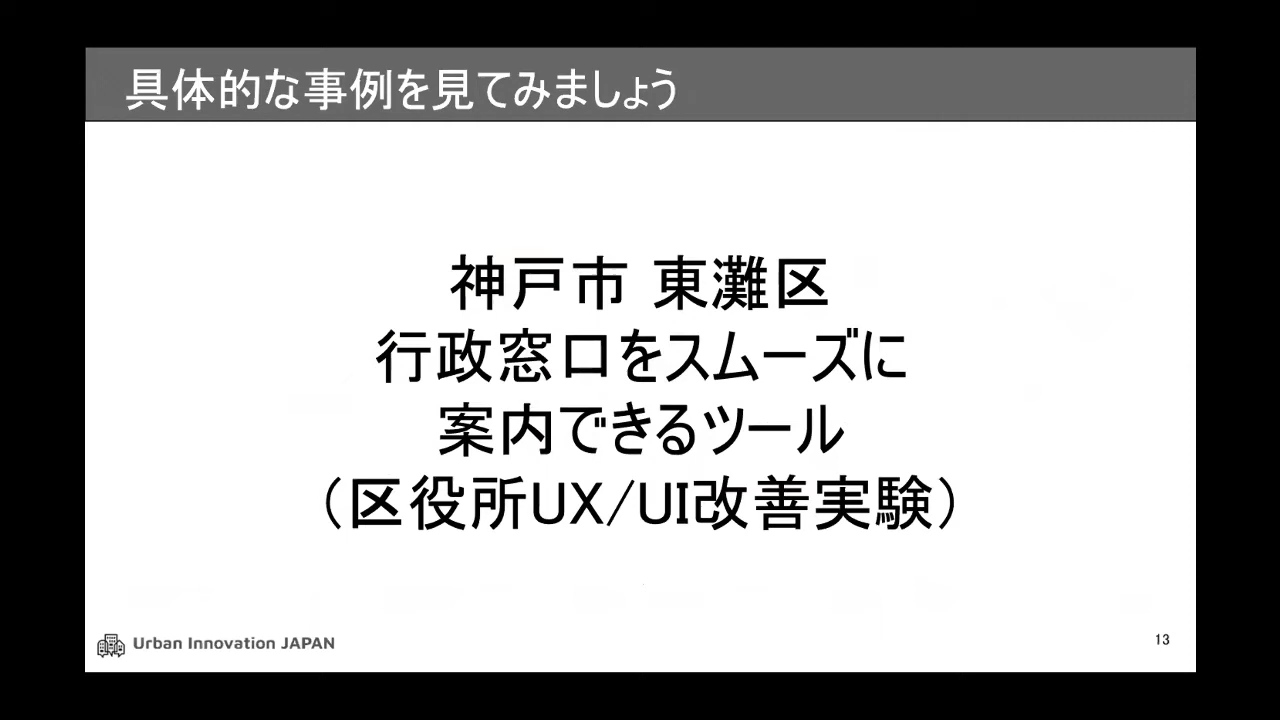 具体的な事例を見てみましょう
神戸市 東灘区
行政窓口をスムーズに
案内できるツール
（区役所UX/UI改善実験）
Urban Innovation JAPAN
13